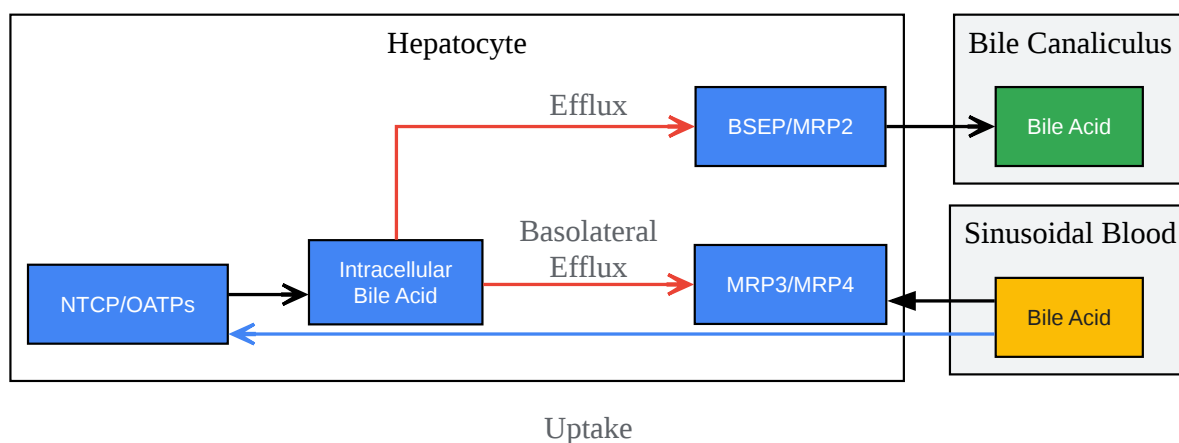 Hepatocyte
Bile Canaliculus
Efflux
BSEP/MRP2
Bile Acid
Basolateral
Efflux
Sinusoidal Blood
Intracellular
Bile Acid
NTCP/OATPs
MRP3/MRP4
Bile Acid
Uptake